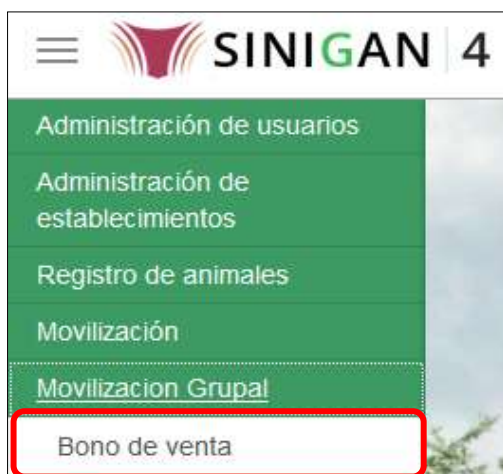 SINIGAN 4
Administración de usuarios
Administración de
establecimientos
Registro de animales
Movilización
Movilizacion Grupal
Bono de venta